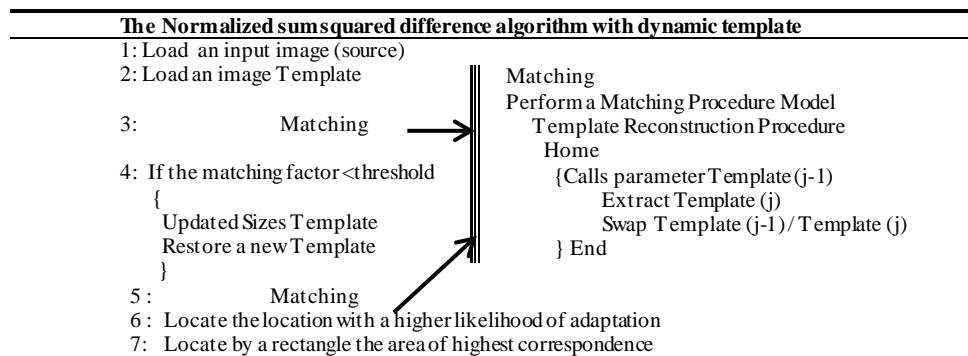 The Normalized sum squared difference algorithm with dynamic template
1: Load an input image (source)
2: Load an image Template
3: Matching
4: If the matching factor <threshold
{
Updated Sizes Template
Restore a new Template
}
5 : Matching
6 : Locate the location with a higher likelihood of adaptation
7: Locate by a rectangle the area of highest correspondence
Matching
Perform a Matching Procedure Model
Template Reconstruction Procedure
Home
{Calls parameter Template (j-1)
Extract Template (j)
Swap Template (j-1) / Template (j)
} End